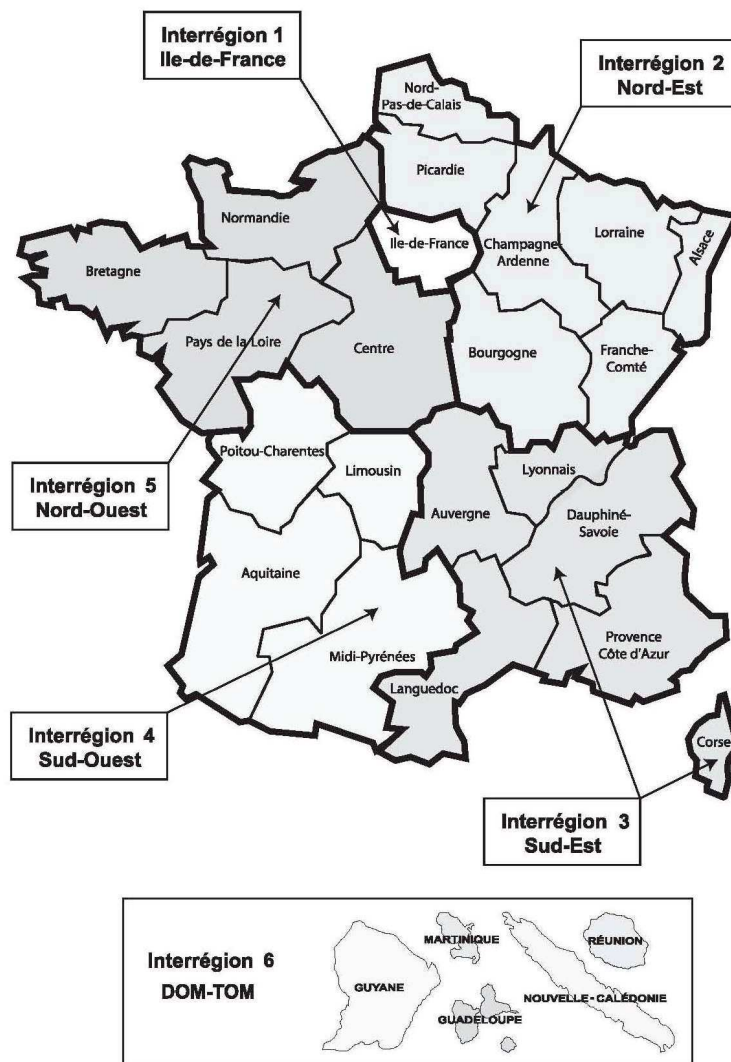 Interrégion 1
Ile-de-France
Interrégion 2
Nord-Est
Nord-
Pas-de-Calais
Picardie
Normandie
Ile-de-France
Champagne-
Ardenne
Lorraine
Alsace
Bretagne
Pays de la Loire
Centre
Bourgogne
Franche-
Comté
Interrégion 5
Nord-Ouest
Poitou-Charentes
Limousin
Lyonnais
Auvergne
Dauphiné-
Savoie
Aquitaine
Midi-Pyrénées
Provence
Côte d'Azur
Languedoc
Interrégion 4
Sud-Ouest
Corse
Interrégion 3
Sud-Est
Interrégion 6
DOM-TOM
GUYANE
MARTINIQUE
GUADELOUPE
NOUVELLE-CALÉDONIE
RÉUNION